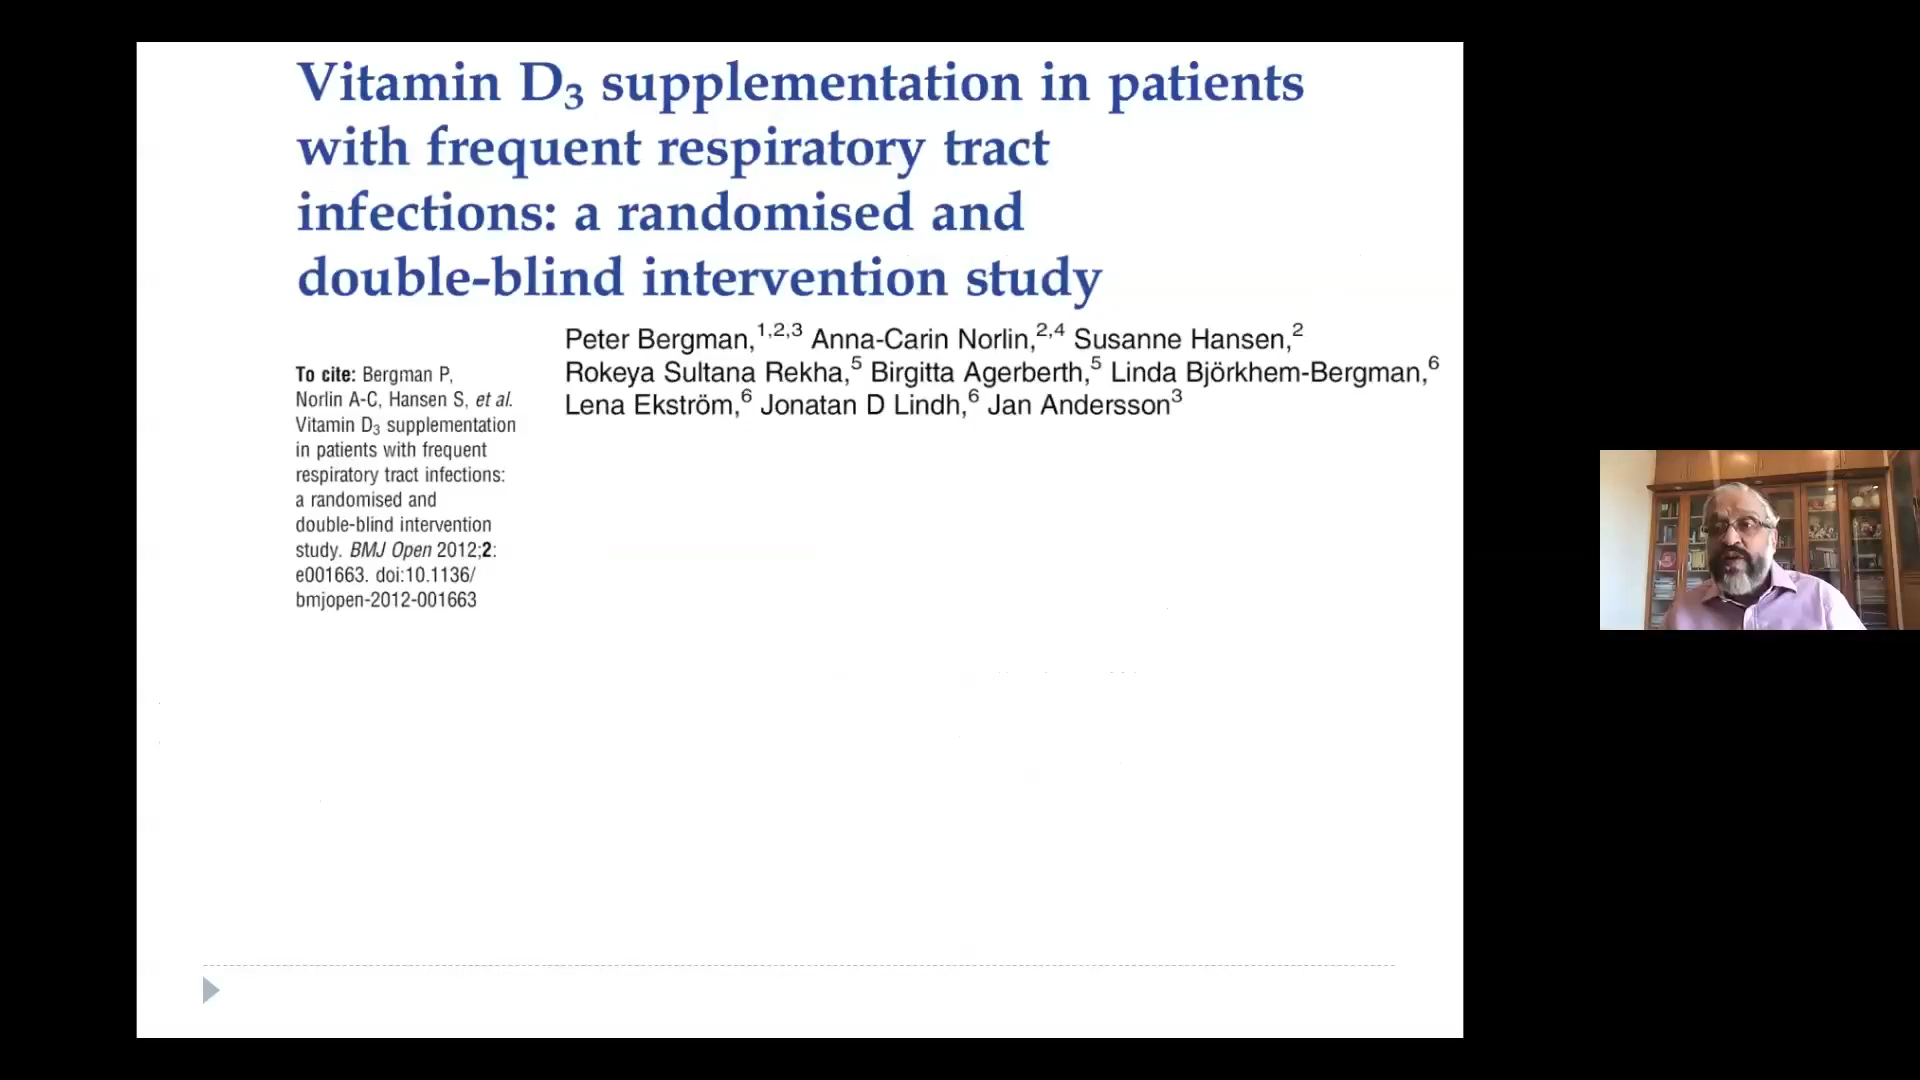 Vitamin D₃ supplementation in patients
with frequent respiratory tract
infections: a randomised and
double-blind intervention study
Peter Bergman,¹,²,³ Anna-Carin Norlin,²,⁴ Susanne Hansen,²
Rokeya Sultana Rekha,⁵ Birgitta Agerberth,⁵ Linda Björkhem-Bergman,⁶
Lena Ekström,⁶ Jonatan D Lindh,⁶ Jan Andersson³
To cite: Bergman P,
Norlin A-C, Hansen S, et al.
Vitamin D₃ supplementation
in patients with frequent
respiratory tract infections:
a randomised and
double-blind intervention
study. BMJ Open 2012;2:
e001663. doi:10.1136/
bmjopen-2012-001663